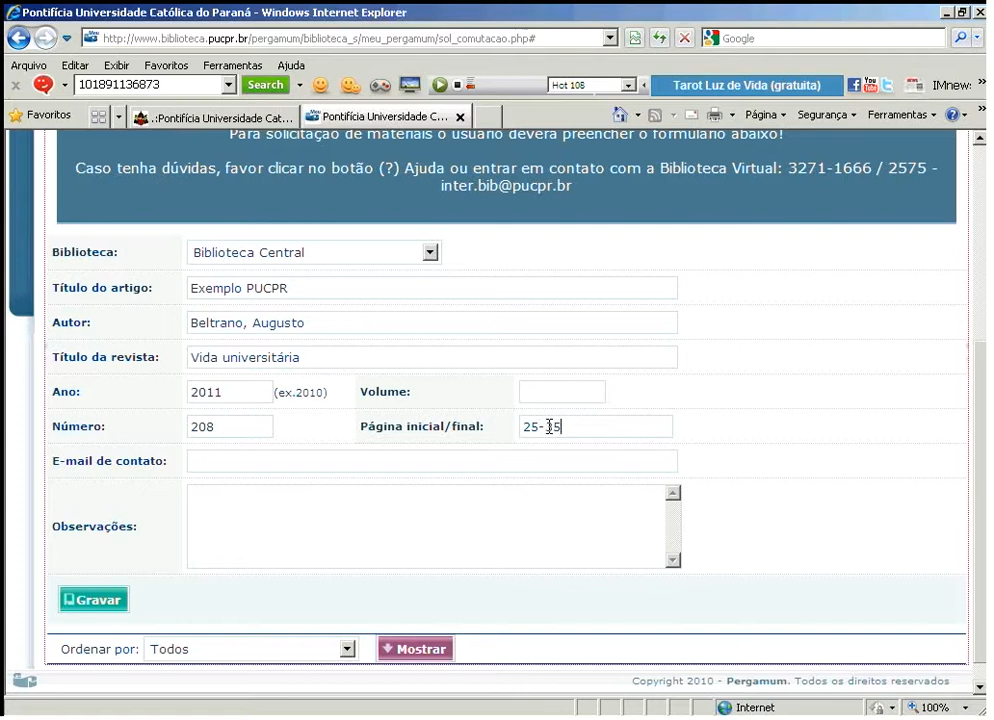 Pontifícia Universidade Católica do Paraná - Windows Internet Explorer
http://www.biblioteca.pucpr.br/pergamum/biblioteca_s/meu_pergamum/sol_comutacao.php#
Google
Arquivo Editar Exibir Favoritos Ferramentas Ajuda
101891136873 Search Hot 108 Tarot Luz de Vida (gratuita) IMnew
Favoritos .:Pontifícia Universidade Cat... Pontifícia Universidade C... Página Segurança Ferramentas
Para solicitação de materiais o usuário deverá preencher o formulário abaixo!
Caso tenha dúvidas, favor clicar no botão (?) Ajuda ou entrar em contato com a Biblioteca Virtual: 3271-1666 / 2575 -
inter.bib@pucpr.br
Biblioteca: Biblioteca Central
Título do artigo: Exemplo PUCPR
Autor: Beltrano, Augusto
Título da revista: Vida universitária
Ano: 2011 (ex.2010) Volume:
Número: 208 Página inicial/final: 25-35
E-mail de contato:
Observações:
Gravar
Ordenar por: Todos Mostrar
Copyright 2010 - Pergamum. Todos os direitos reservados
Internet 100%